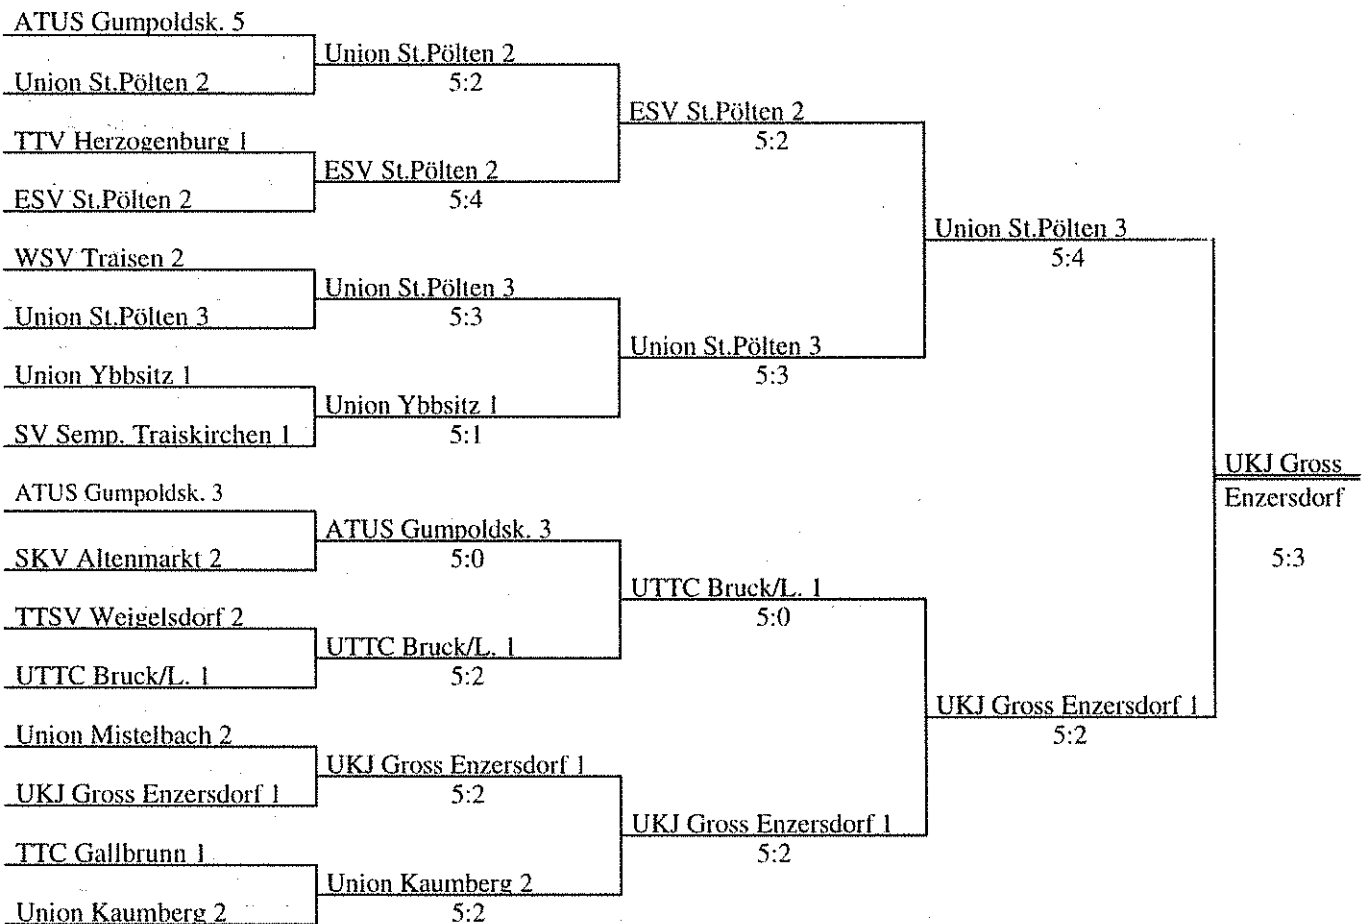 ATUS Gumpoldsk. 5
Union St.Pölten 2
TTV Herzogenburg 1
ESV St.Pölten 2
WSV Traisen 2
Union St.Pölten 3
Union Ybbsitz 1
SV Semp. Traiskirchen 1
ATUS Gumpoldsk. 3
SKV Altenmarkt 2
TTSV Weigelsdorf 2
UTTC Bruck/L. 1
Union Mistelbach 2
UKJ Gross Enzersdorf 1
TTC Gallbrunn 1
Union Kaumberg 2
Union St.Pölten 2
5:2
ESV St.Pölten 2
5:4
Union St.Pölten 3
5:3
Union Ybbsitz 1
5:1
ATUS Gumpoldsk. 3
5:0
UTTC Bruck/L. 1
5:2
UKJ Gross Enzersdorf 1
5:2
Union Kaumberg 2
5:2
ESV St.Pölten 2
5:2
Union St.Pölten 3
5:3
UTTC Bruck/L. 1
5:0
UKJ Gross Enzersdorf 1
5:2
Union St.Pölten 3
5:4
UKJ Gross Enzersdorf 1
5:2
UKJ Gross
Enzersdorf
5:3